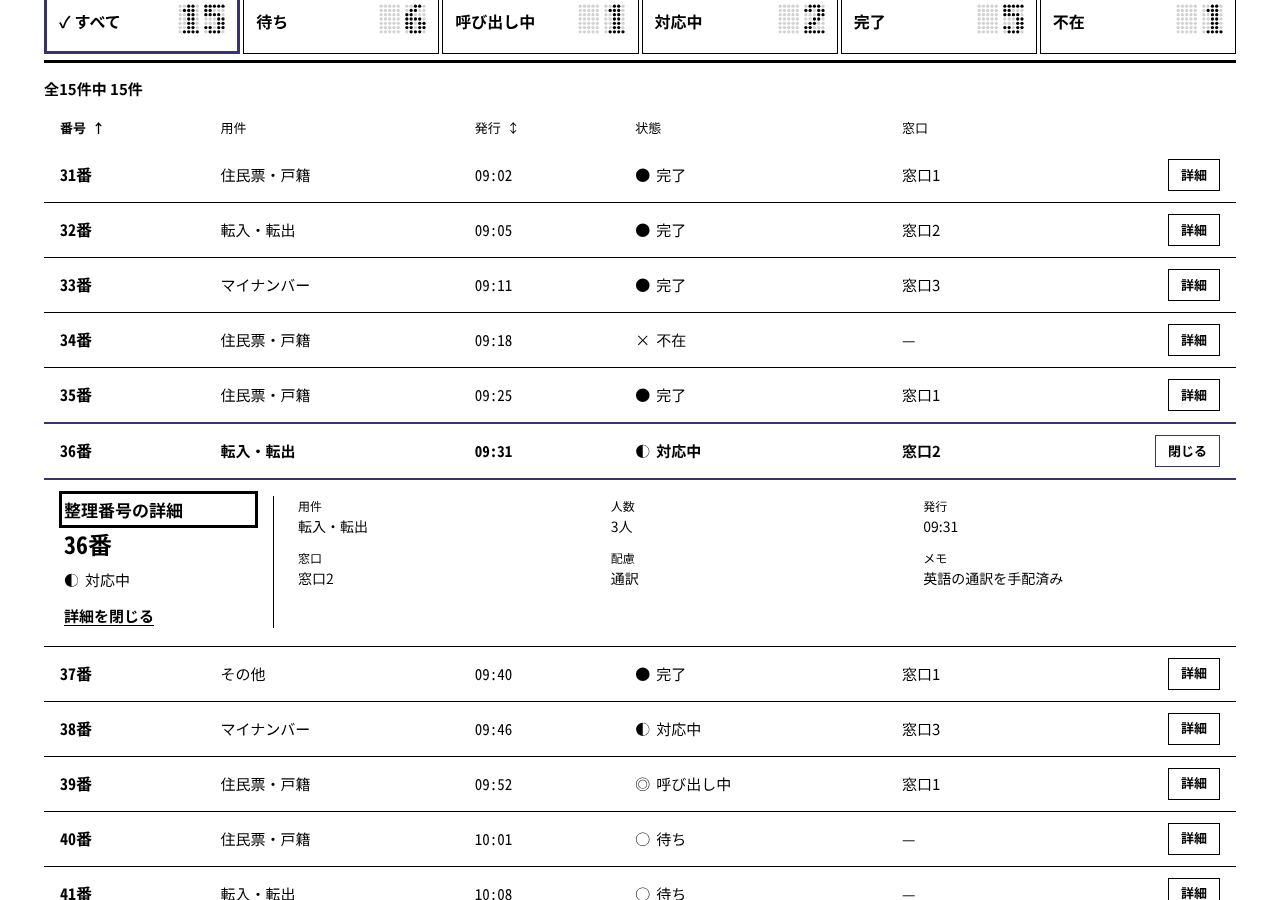 ✓ すべて 15 待ち 6 呼び出し中 1 対応中 2 完了 5 不在 1
全15件中 15件
番号 ↑ 用件 発行 ↕ 状態 窓口
31番 住民票・戸籍 09:02 ● 完了 窓口1 詳細
32番 転入・転出 09:05 ● 完了 窓口2 詳細
33番 マイナンバー 09:11 ● 完了 窓口3 詳細
34番 住民票・戸籍 09:18 × 不在 — 詳細
35番 住民票・戸籍 09:25 ● 完了 窓口1 詳細
36番 転入・転出 09:31 ◐ 対応中 窓口2 閉じる
整理番号の詳細
36番
◐ 対応中
詳細を閉じる
用件 人数 発行
転入・転出 3人 09:31
窓口 配慮 メモ
窓口2 通訳 英語の通訳を手配済み
37番 その他 09:40 ● 完了 窓口1 詳細
38番 マイナンバー 09:46 ◐ 対応中 窓口3 詳細
39番 住民票・戸籍 09:52 ◎ 呼び出し中 窓口1 詳細
40番 住民票・戸籍 10:01 ○ 待ち — 詳細
41番 転入・転出 10:08 ○ 待ち — 詳細